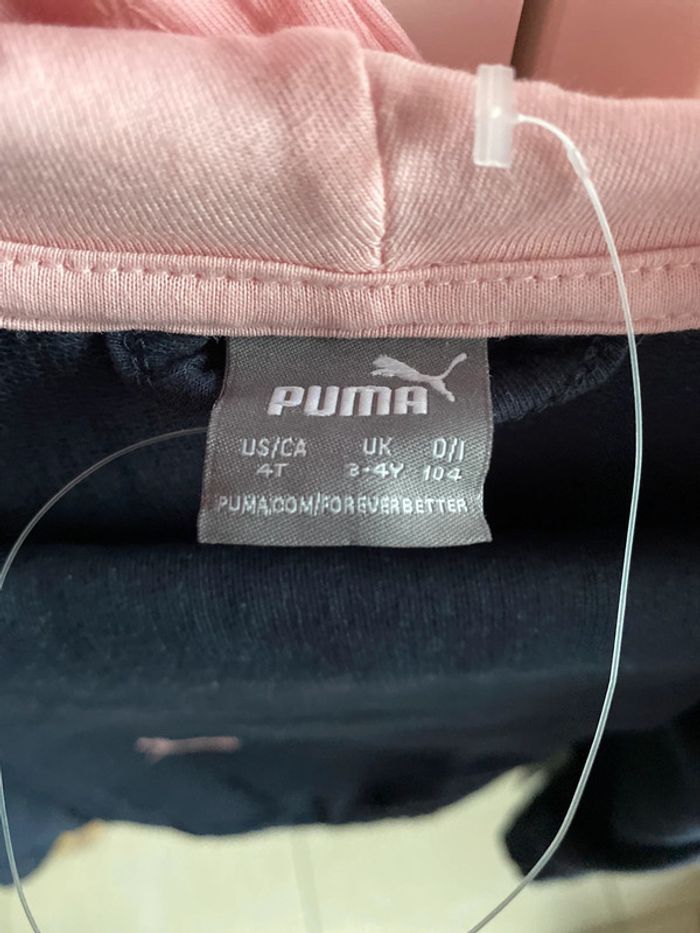 PUMA
US/CA UK D/I
4T 3-4Y 104
PUMA.COM/FOREVERBETTER